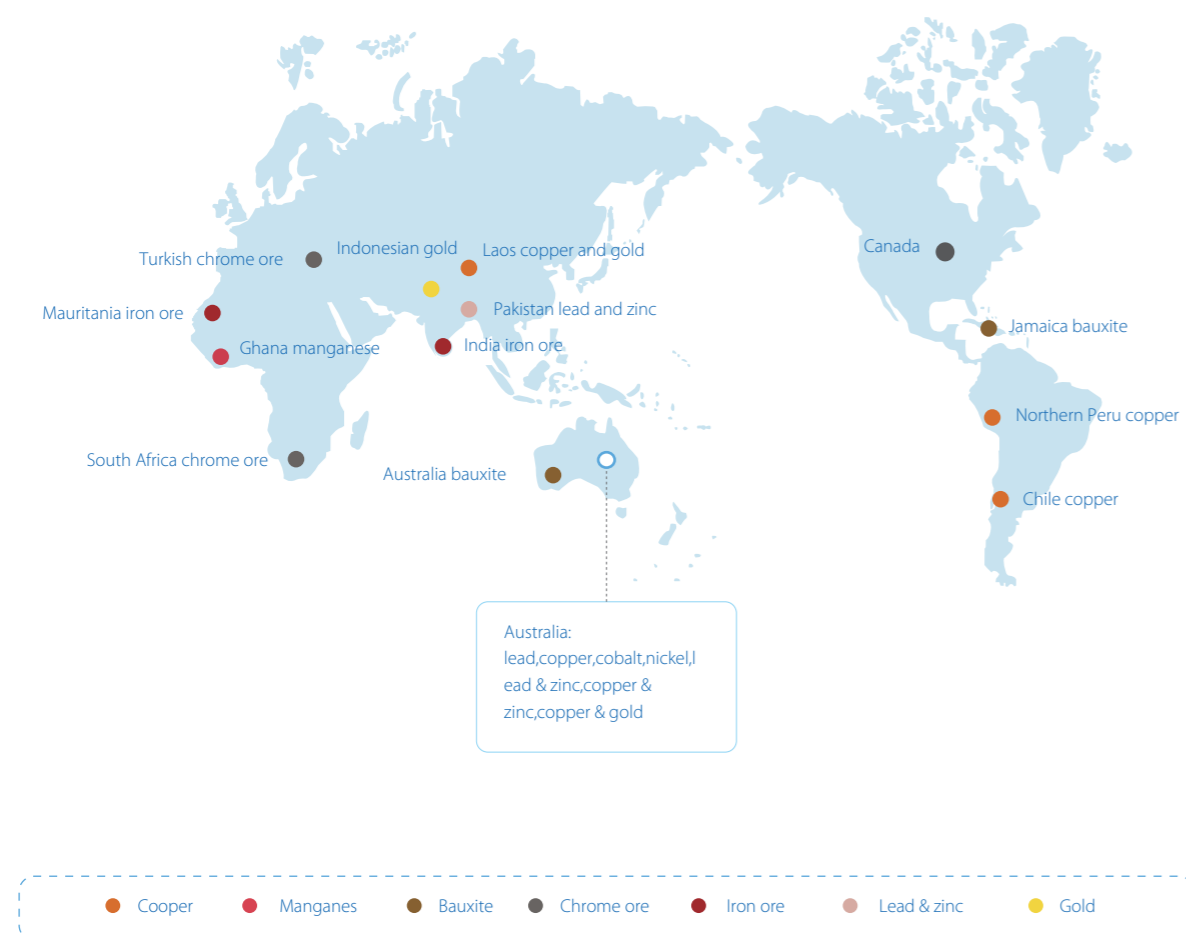 Indonesian gold
Laos copper and gold
Canada
Turkish chrome ore
Mauritania iron ore
Pakistan lead and zinc
Jamaica bauxite
Ghana manganese
India iron ore
Northern Peru copper
South Africa chrome ore
Australia bauxite
Chile copper
Australia:
lead,copper,cobalt,nickel,l
ead & zinc,copper &
zinc,copper & gold
Cooper Manganes Bauxite Chrome ore Iron ore Lead & zinc Gold